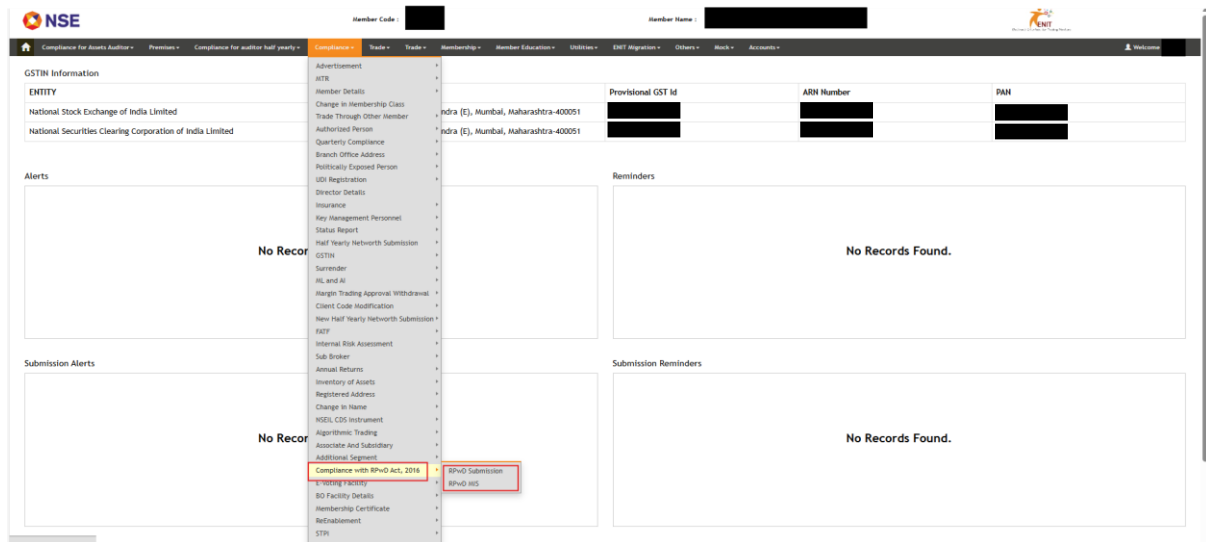 NSE
Member Code :
Member Name :
ENIT
Compliance for Assets Auditor
Premises
Compliance for auditor half yearly
Compliance
Trade
Trade
Membership
Member Education
Utilities
ENIT Migration
Others
Mock
Accounts
Welcome
GSTIN Information
ENTITY
Provisional GST Id
ARN Number
PAN
National Stock Exchange of India Limited
ndra (E), Mumbai, Maharashtra-400051
National Securities Clearing Corporation of India Limited
ndra (E), Mumbai, Maharashtra-400051
Advertisement
MTR
Member Details
Change in Membership Class
Trade Through Other Member
Authorized Person
Quarterly Compliance
Branch Office Address
Politically Exposed Person
UDI Registration
Director Details
Insurance
Key Management Personnel
Status Report
Half Yearly Networth Submission
GSTIN
Surrender
ML and AI
Margin Trading Approval Withdrawal
Client Code Modification
New Half Yearly Networth Submission
FATF
Internal Risk Assessment
Sub Broker
Annual Returns
Inventory of Assets
Registered Address
Change in Name
NSEIL CDS Instrument
Algorithmic Trading
Associate And Subsidiary
Additional Segment
Compliance with RPwD Act, 2016
RPwD Submission
RPwD MIS
E-Voting Facility
BO Facility Details
Membership Certificate
ReEnablement
STPI
Alerts
No Recor
Reminders
No Records Found.
Submission Alerts
No Recor
Submission Reminders
No Records Found.